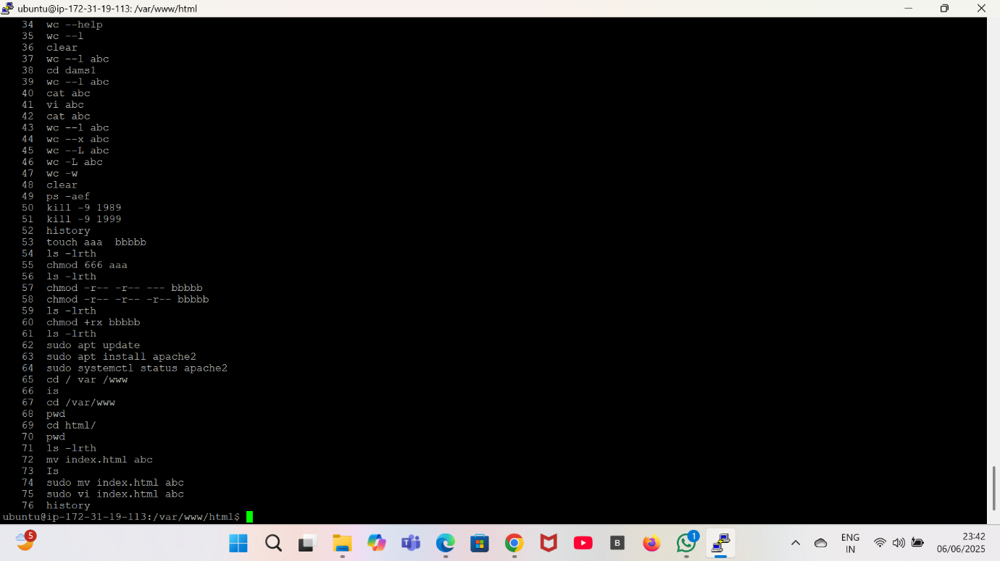 ubuntu@ip-172-31-19-113: /var/www/html
34 wc --help
35 wc --l
36 clear
37 wc --l abc
38 cd dams1
39 wc --l abc
40 cat abc
41 vi abc
42 cat abc
43 wc --l abc
44 wc --x abc
45 wc --L abc
46 wc -L abc
47 wc -w
48 clear
49 ps -aef
50 kill -9 1989
51 kill -9 1999
52 history
53 touch aaa  bbbbb
54 ls -lrth
55 chmod 666 aaa
56 ls -lrth
57 chmod -r-- -r-- --- bbbbb
58 chmod -r-- -r-- -r-- bbbbb
59 ls -lrth
60 chmod +rx bbbbb
61 ls -lrth
62 sudo apt update
63 sudo apt install apache2
64 sudo systemctl status apache2
65 cd / var /www
66 is
67 cd /var/www
68 pwd
69 cd html/
70 pwd
71 ls -lrth
72 mv index.html abc
73 Is
74 sudo mv index.html abc
75 sudo vi index.html abc
76 history
ubuntu@ip-172-31-19-113:/var/www/html$
5
B
1
ENG
IN
23:42
06/06/2025